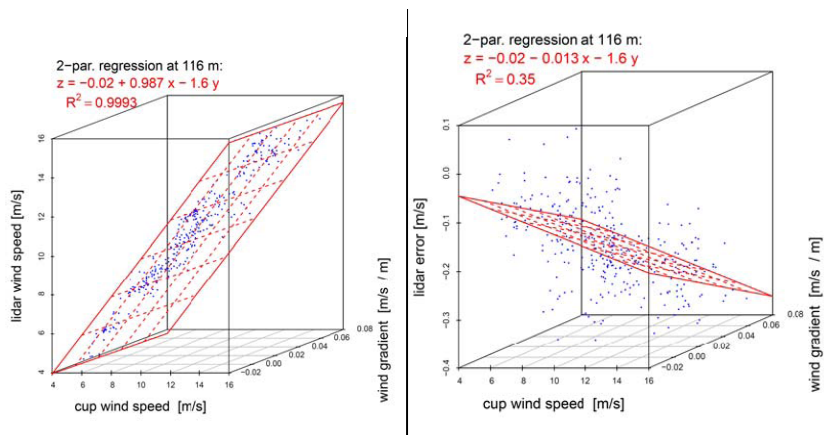 2−par. regression at 116 m:
z = −0.02 + 0.987 x − 1.6 y
R² = 0.9993
16
14
12
10
8
6
4
lidar wind speed [m/s]
4 6 8 10 12 14 16
cup wind speed [m/s]
−0.02 0.00 0.02 0.04 0.06 0.08
wind gradient [m/s / m]
2−par. regression at 116 m:
z = −0.02 − 0.013 x − 1.6 y
R² = 0.35
0.1
0.0
−0.1
−0.2
−0.3
−0.4
lidar error [m/s]
4 6 8 10 12 14 16
cup wind speed [m/s]
−0.02 0.00 0.02 0.04 0.06 0.08
wind gradient [m/s / m]